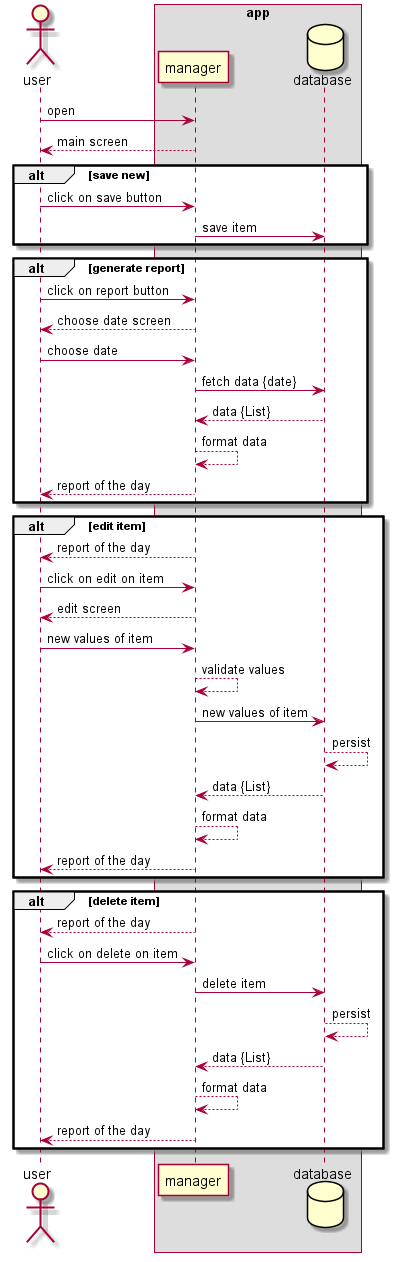 app
user
manager
database
open
main screen
alt [save new]
click on save button
save item
alt [generate report]
click on report button
choose date screen
choose date
fetch data {date}
data {List}
format data
report of the day
alt [edit item]
report of the day
click on edit on item
edit screen
new values of item
validate values
new values of item
persist
data {List}
format data
report of the day
alt [delete item]
report of the day
click on delete on item
delete item
persist
data {List}
format data
report of the day
user
manager
database